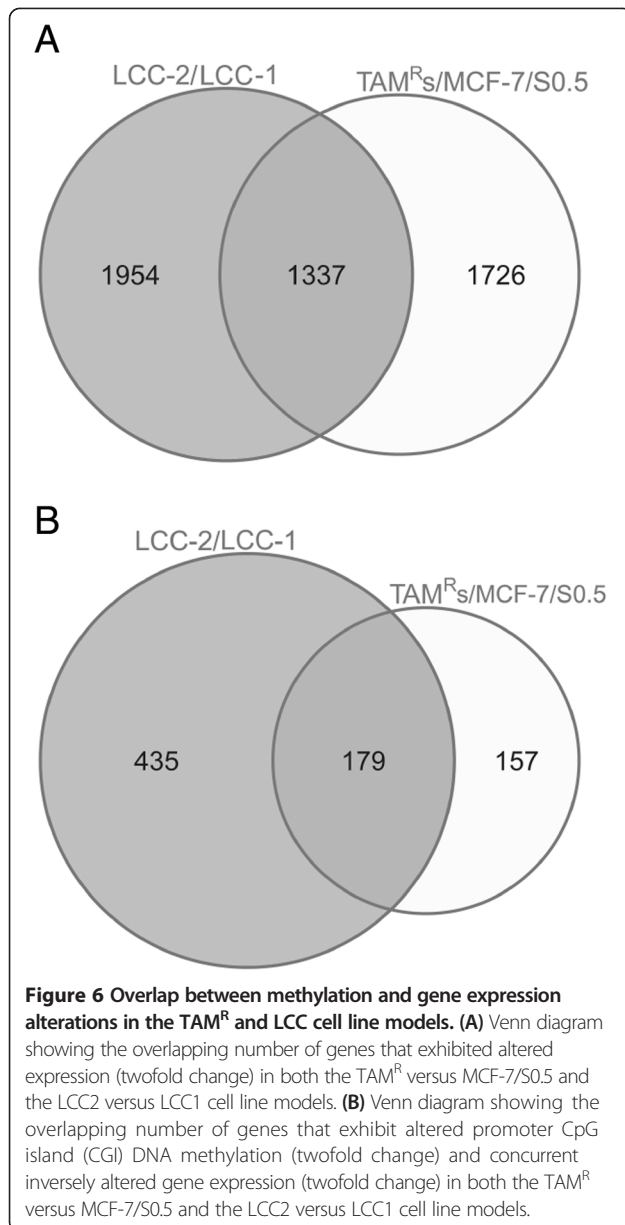 A
LCC-2/LCC-1
TAMᴿs/MCF-7/S0.5
1954
1337
1726
B
LCC-2/LCC-1
TAMᴿs/MCF-7/S0.5
435
179
157
Figure 6 Overlap between methylation and gene expression
alterations in the TAMᴿ and LCC cell line models. (A) Venn diagram
showing the overlapping number of genes that exhibited altered
expression (twofold change) in both the TAMᴿ versus MCF-7/S0.5 and
the LCC2 versus LCC1 cell line models. (B) Venn diagram showing the
overlapping number of genes that exhibit altered promoter CpG
island (CGI) DNA methylation (twofold change) and concurrent
inversely altered gene expression (twofold change) in both the TAMᴿ
versus MCF-7/S0.5 and the LCC2 versus LCC1 cell line models.